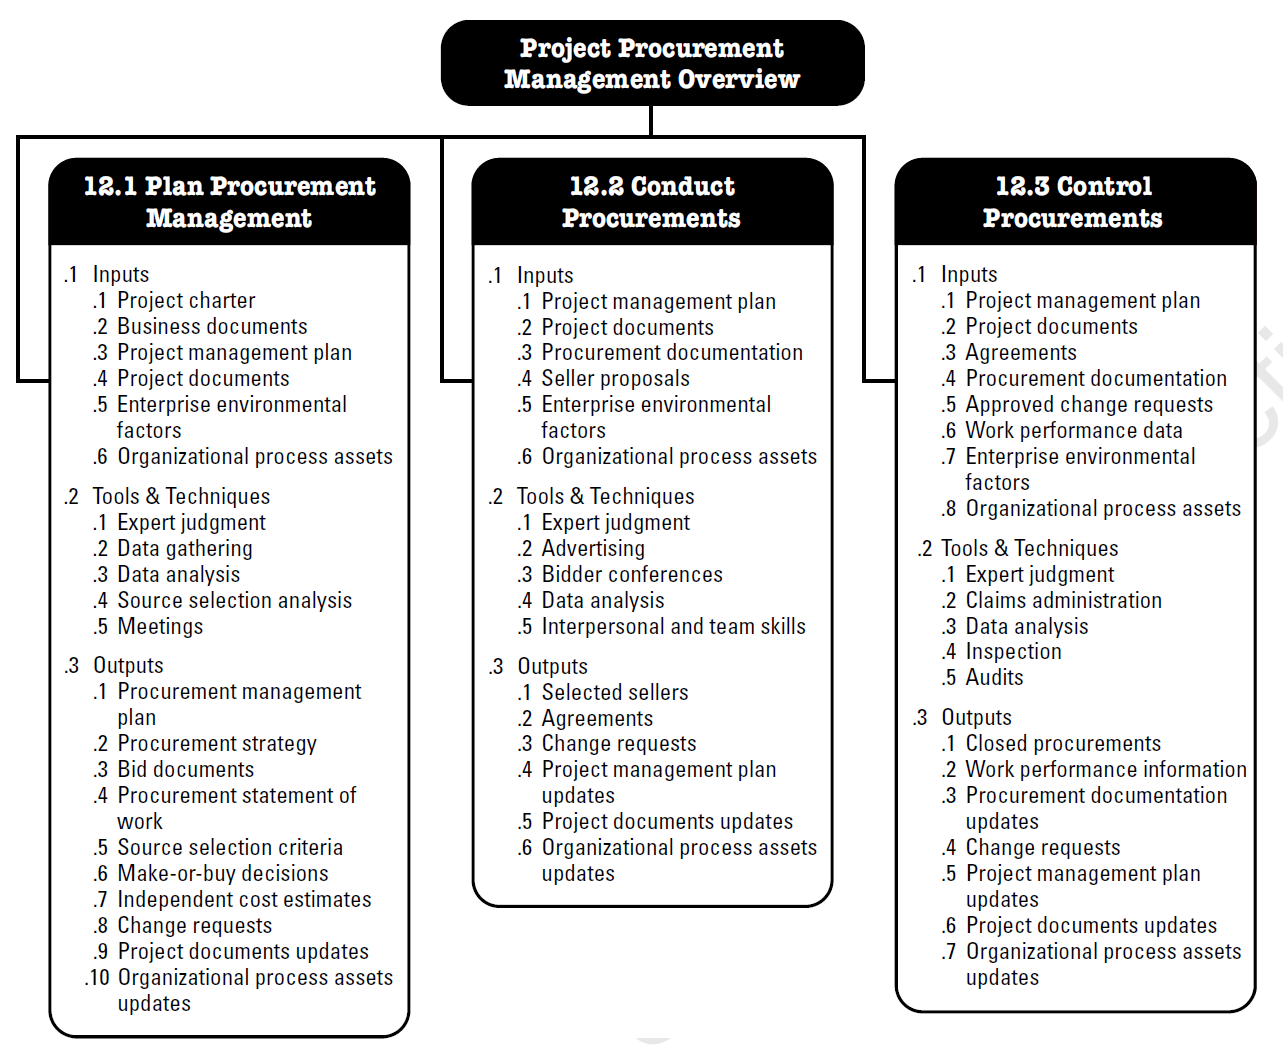 Project Procurement
Management Overview
12.1 Plan Procurement
Management
.1 Inputs
.1 Project charter
.2 Business documents
.3 Project management plan
.4 Project documents
.5 Enterprise environmental
factors
.6 Organizational process assets
.2 Tools & Techniques
.1 Expert judgment
.2 Data gathering
.3 Data analysis
.4 Source selection analysis
.5 Meetings
.3 Outputs
.1 Procurement management
plan
.2 Procurement strategy
.3 Bid documents
.4 Procurement statement of
work
.5 Source selection criteria
.6 Make-or-buy decisions
.7 Independent cost estimates
.8 Change requests
.9 Project documents updates
.10 Organizational process assets
updates
12.2 Conduct
Procurements
.1 Inputs
.1 Project management plan
.2 Project documents
.3 Procurement documentation
.4 Seller proposals
.5 Enterprise environmental
factors
.6 Organizational process assets
.2 Tools & Techniques
.1 Expert judgment
.2 Advertising
.3 Bidder conferences
.4 Data analysis
.5 Interpersonal and team skills
.3 Outputs
.1 Selected sellers
.2 Agreements
.3 Change requests
.4 Project management plan
updates
.5 Project documents updates
.6 Organizational process assets
updates
12.3 Control
Procurements
.1 Inputs
.1 Project management plan
.2 Project documents
.3 Agreements
.4 Procurement documentation
.5 Approved change requests
.6 Work performance data
.7 Enterprise environmental
factors
.8 Organizational process assets
.2 Tools & Techniques
.1 Expert judgment
.2 Claims administration
.3 Data analysis
.4 Inspection
.5 Audits
.3 Outputs
.1 Closed procurements
.2 Work performance information
.3 Procurement documentation
updates
.4 Change requests
.5 Project management plan
updates
.6 Project documents updates
.7 Organizational process assets
updates